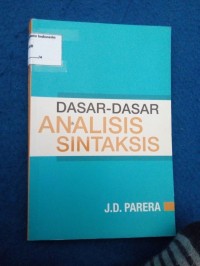 DASAR-DASAR
ANALISIS
SINTAKSIS
J.D. PARERA